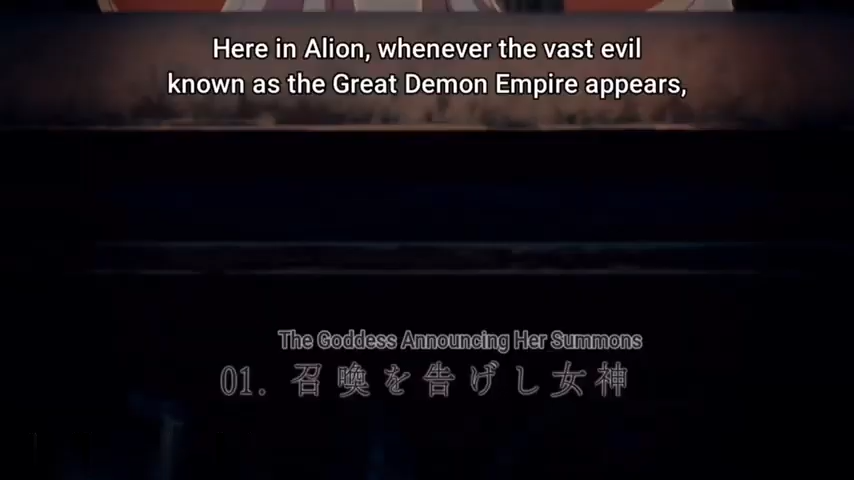 Here in Alion, whenever the vast evil
known as the Great Demon Empire appears,
The Goddess Announcing Her Summons
01. 召喚を告げし女神